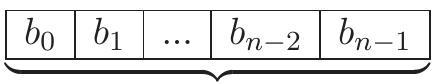 b₀ b₁ ... bₙ₋₂ bₙ₋₁